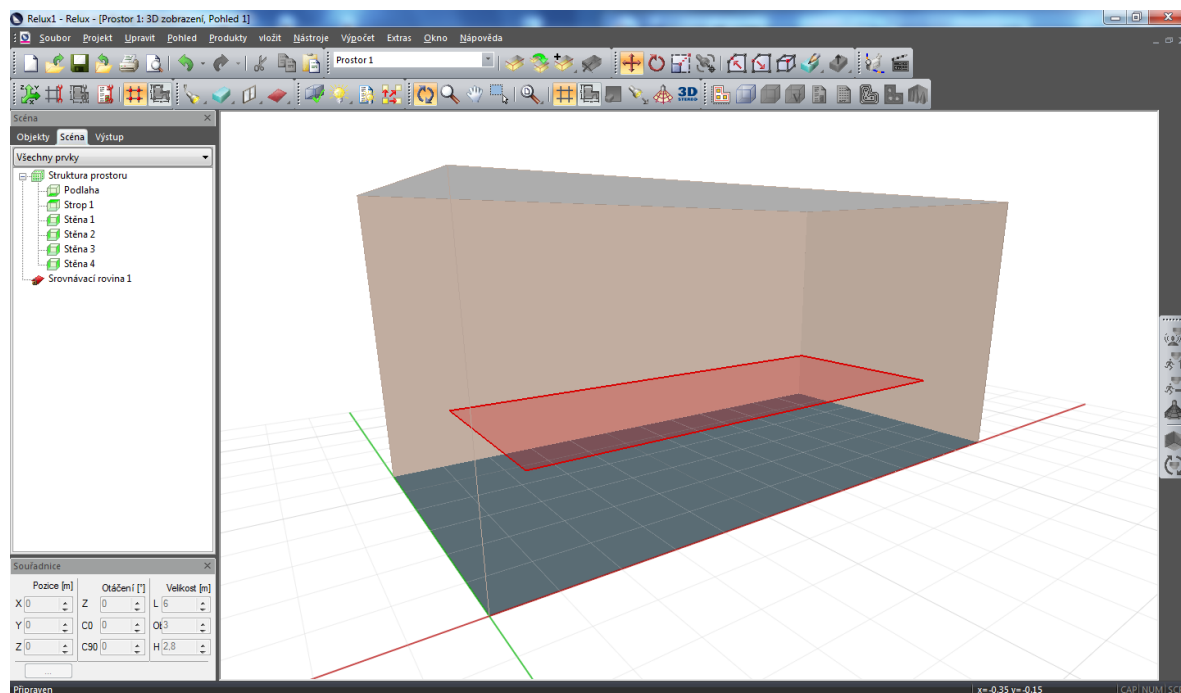 Relux1 - Relux - [Prostor 1: 3D zobrazení, Pohled 1]
Soubor Projekt Upravit Pohled Produkty vložit Nástroje Výpočet Extras Okno Nápověda
Prostor 1
3D
STEREO
Scéna
Objekty Scéna Výstup
Všechny prvky
Struktura prostoru
Podlaha
Strop 1
Stěna 1
Stěna 2
Stěna 3
Stěna 4
Srovnávací rovina 1
Souřadnice
Pozice [m] Otáčení [°] Velikost [m]
X 0 Z 0 L 6
Y 0 C0 0 Ob 3
Z 0 C90 0 H 2,8
...
Připraven x=-0.35 y=-0.15 CAP NUM SC